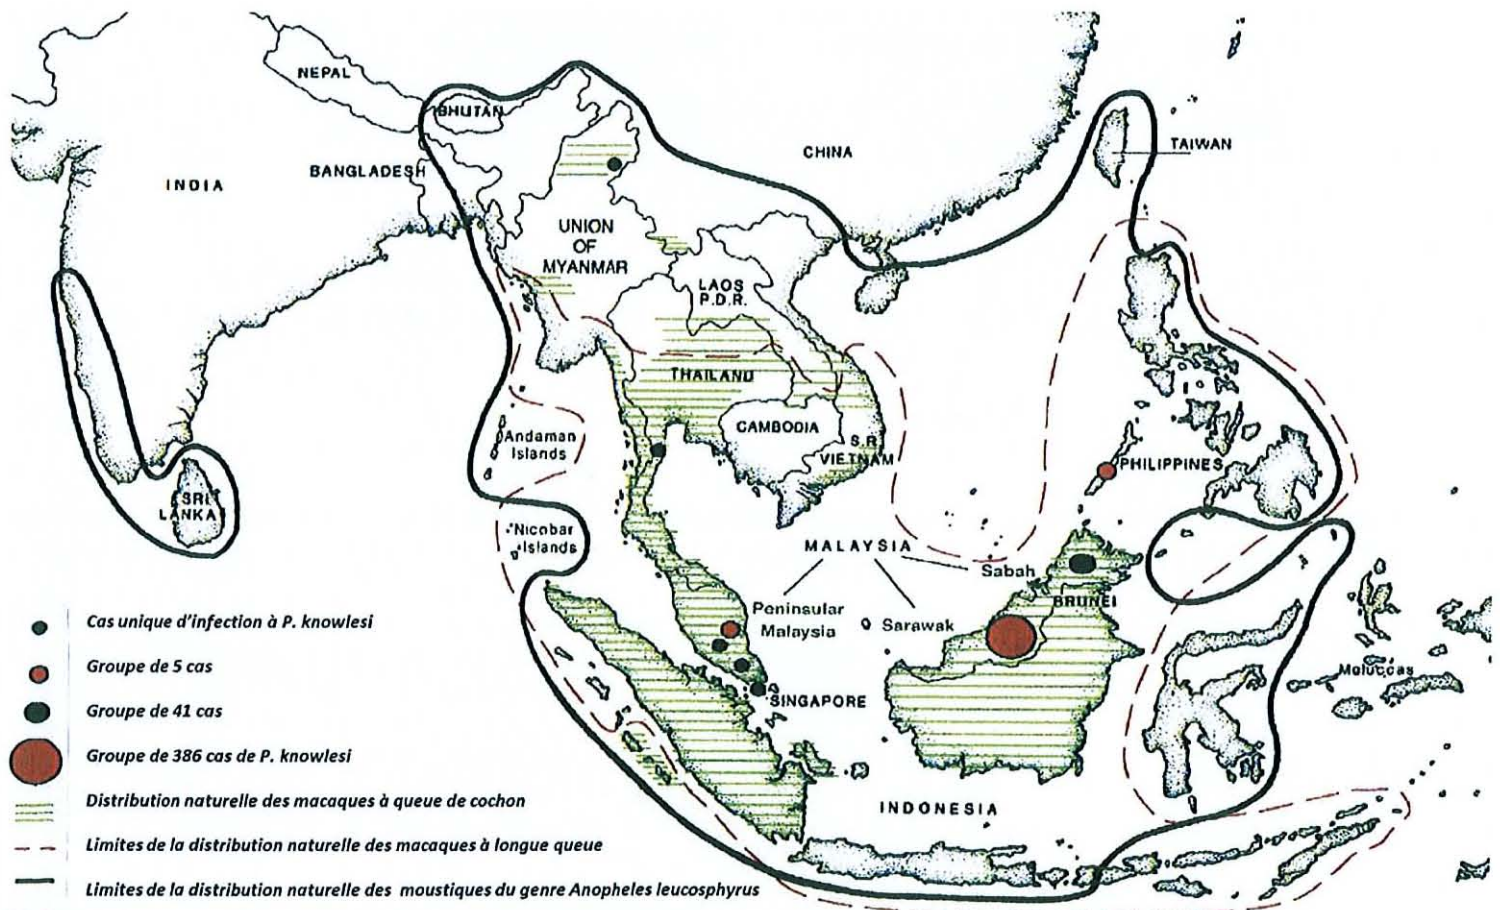 NEPAL
BHUTAN
BANGLADESH
INDIA
CHINA
TAIWAN
UNION
OF
MYANMAR
LAOS
P.D.R.
THAILAND
CAMBODIA
S.R.
VIETNAM
Andaman
Islands
Nicobar
Islands
SRI
LANKA
PHILIPPINES
MALAYSIA
Sabah
BRUNEI
Peninsular
Malaysia
Sarawak
SINGAPORE
Moluccas
INDONESIA
Cas unique d'infection à P. knowlesi
Groupe de 5 cas
Groupe de 41 cas
Groupe de 386 cas de P. knowlesi
Distribution naturelle des macaques à queue de cochon
Limites de la distribution naturelle des macaques à longue queue
Limites de la distribution naturelle des moustiques du genre Anopheles leucosphyrus